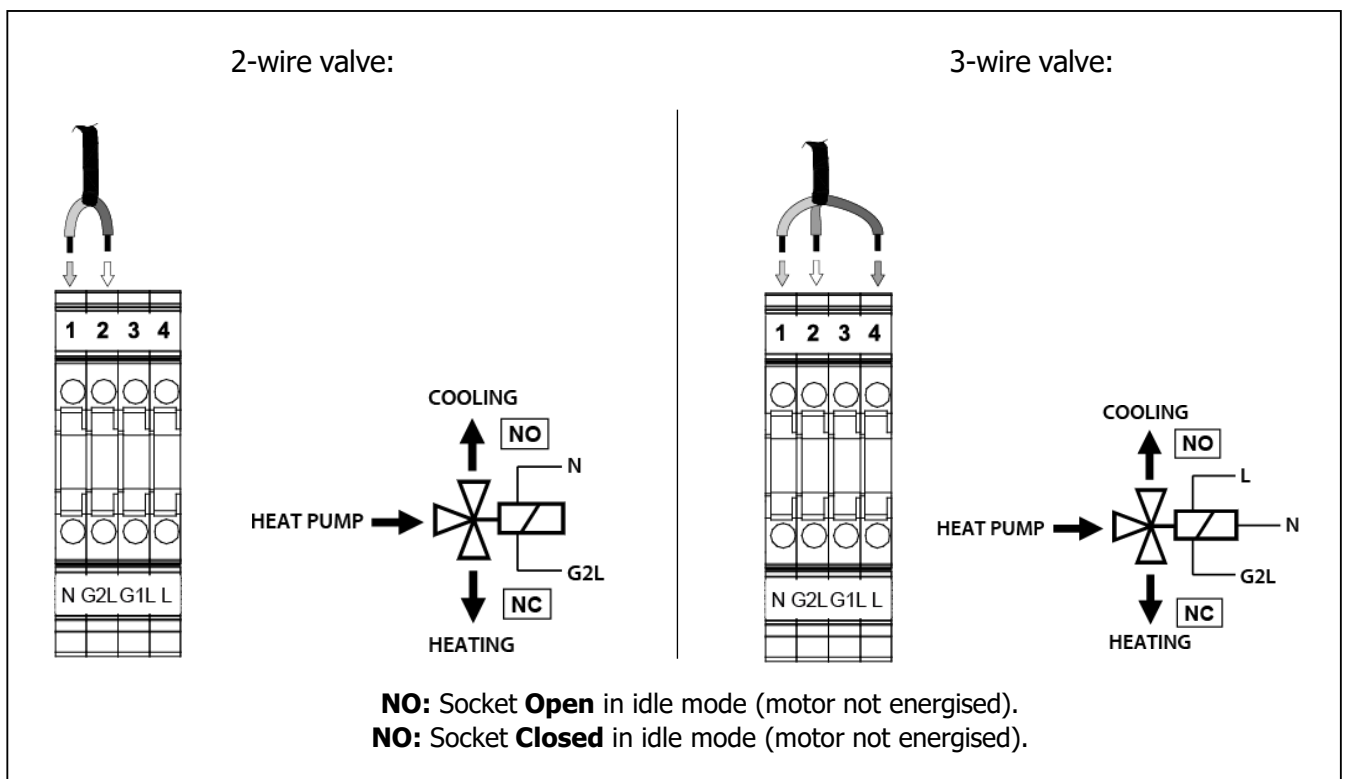 2-wire valve:
1 2 3 4
COOLING
NO
N
HEAT PUMP
G2L
NC
HEATING
N G2L G1L L
3-wire valve:
1 2 3 4
COOLING
NO
L
HEAT PUMP
N
G2L
NC
HEATING
N G2L G1L L
NO: Socket Open in idle mode (motor not energised).
NO: Socket Closed in idle mode (motor not energised).